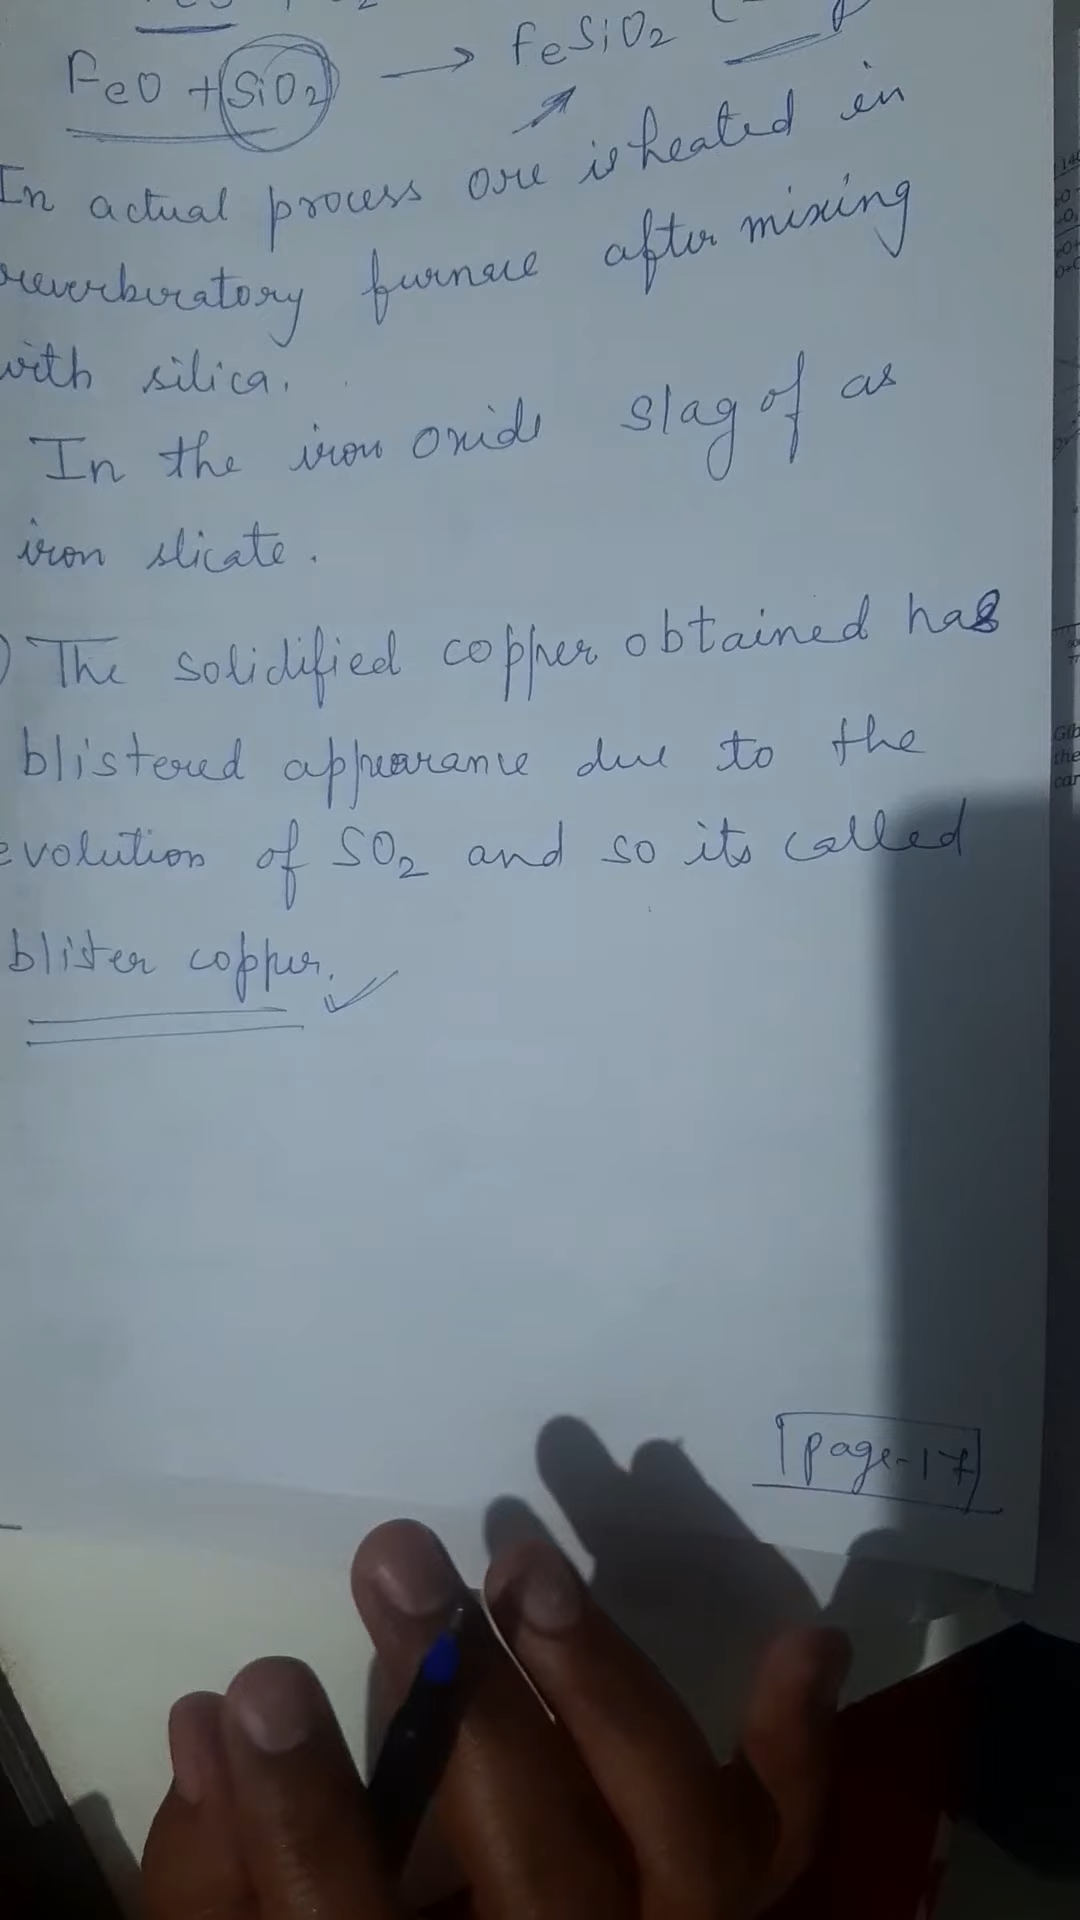 FeO + SiO2 → FeSiO2
In actual process ore is heated in
reverberatory furnace after mixing
with silica.
In the iron oxide slag of as
iron slicate.
) The solidified copper obtained has
blistered appearance due to the
evolution of SO2 and so its called
blister copper.
page-17
the
car